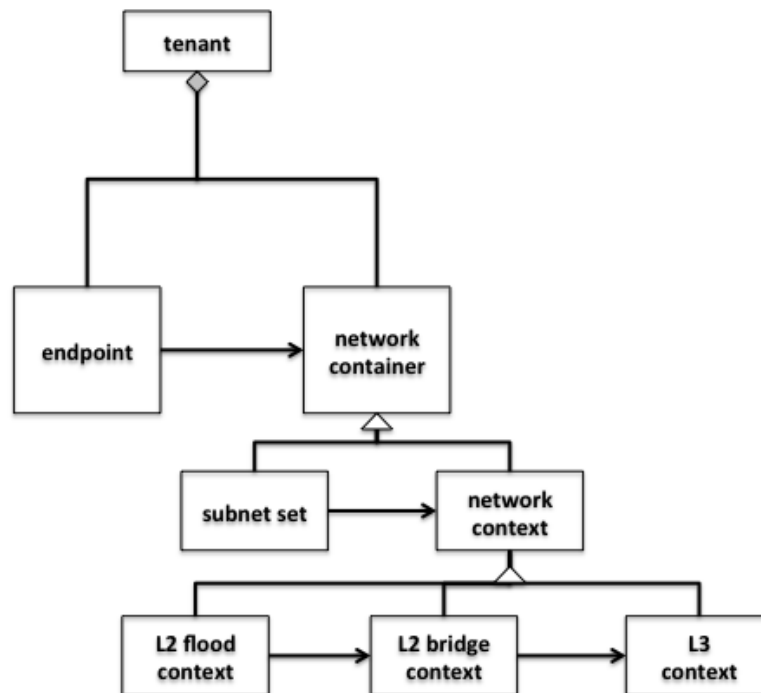 tenant
endpoint
network
container
subnet set
network
context
L2 flood
context
L2 bridge
context
L3
context